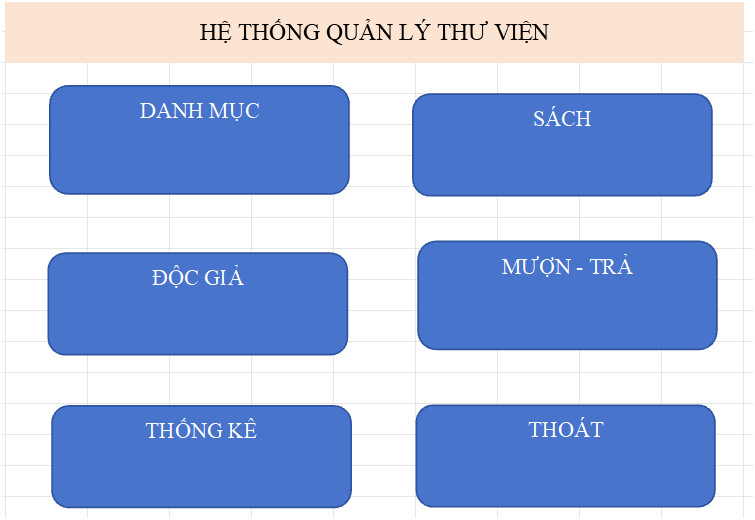 HỆ THỐNG QUẢN LÝ THƯ VIỆN
DANH MỤC
SÁCH
ĐỘC GIẢ
MƯỢN - TRẢ
THỐNG KÊ
THOÁT